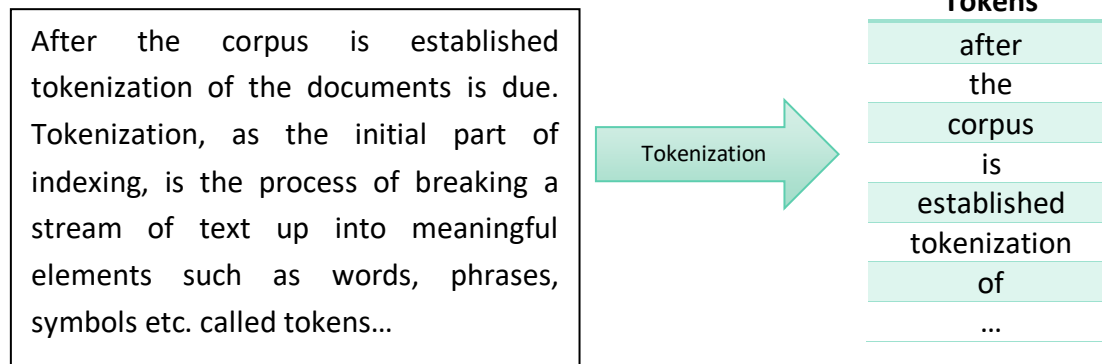 After the corpus is established
tokenization of the documents is due.
Tokenization, as the initial part of
indexing, is the process of breaking a
stream of text up into meaningful
elements such as words, phrases,
symbols etc. called tokens…
Tokenization
Tokens
after
the
corpus
is
established
tokenization
of
…